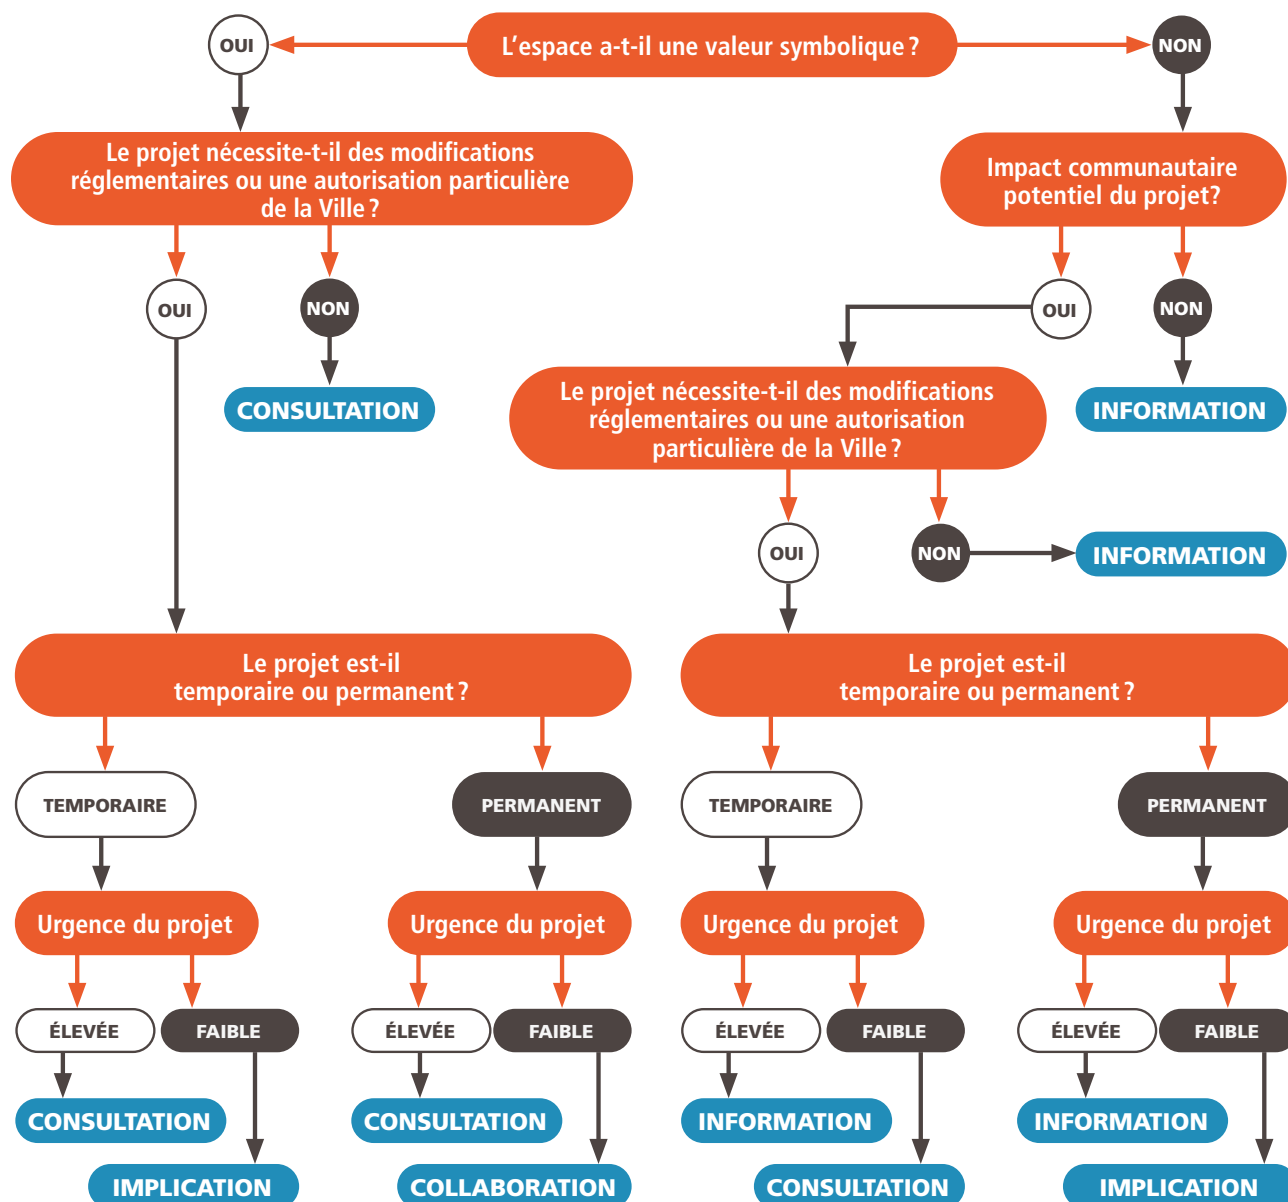 L'espace a-t-il une valeur symbolique ?
OUI
NON
Le projet nécessite-t-il des modifications
réglementaires ou une autorisation particulière
de la Ville ?
Impact communautaire
potentiel du projet?
OUI
NON
OUI
NON
CONSULTATION
Le projet nécessite-t-il des modifications
réglementaires ou une autorisation
particulière de la Ville ?
INFORMATION
OUI
NON
INFORMATION
Le projet est-il
temporaire ou permanent ?
Le projet est-il
temporaire ou permanent ?
TEMPORAIRE
PERMANENT
TEMPORAIRE
PERMANENT
Urgence du projet
Urgence du projet
Urgence du projet
Urgence du projet
ÉLEVÉE
FAIBLE
ÉLEVÉE
FAIBLE
ÉLEVÉE
FAIBLE
ÉLEVÉE
FAIBLE
CONSULTATION
CONSULTATION
INFORMATION
INFORMATION
IMPLICATION
COLLABORATION
CONSULTATION
IMPLICATION